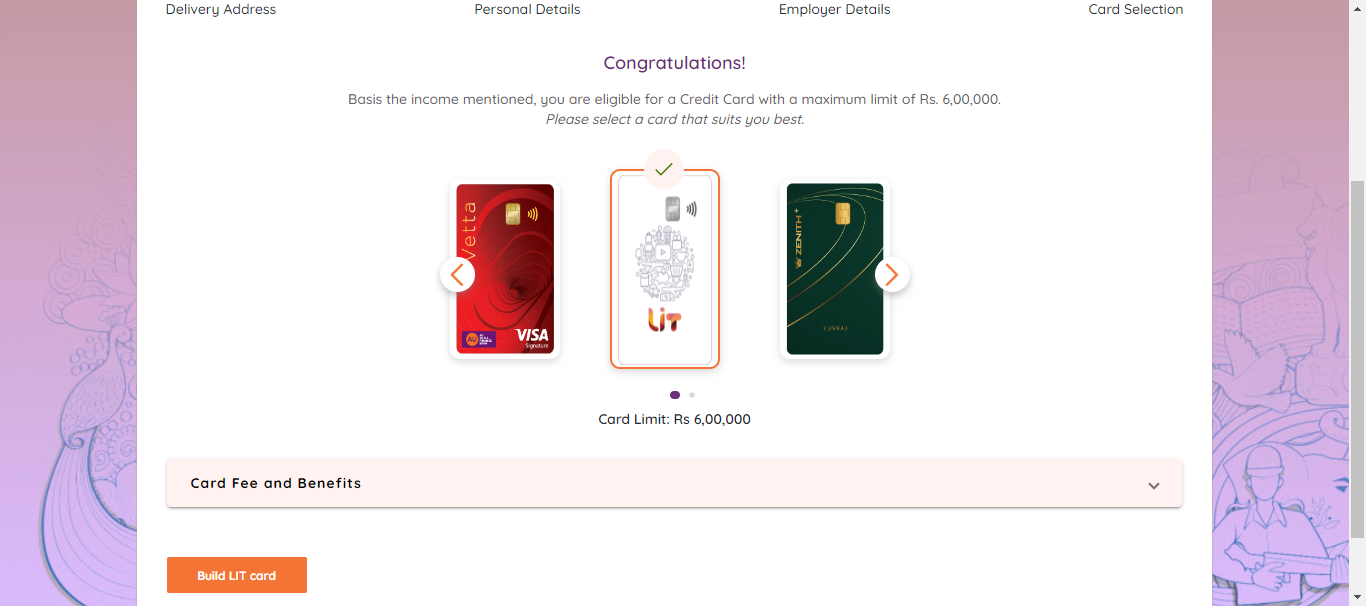 Delivery Address
Personal Details
Employer Details
Card Selection
Congratulations!
Basis the income mentioned, you are eligible for a Credit Card with a maximum limit of Rs. 6,00,000.
Please select a card that suits you best.
Vetta
AU
VISA
Signature
LIT
ZENITH+
YUVRAJ
Card Limit: Rs 6,00,000
Card Fee and Benefits
Build LIT card